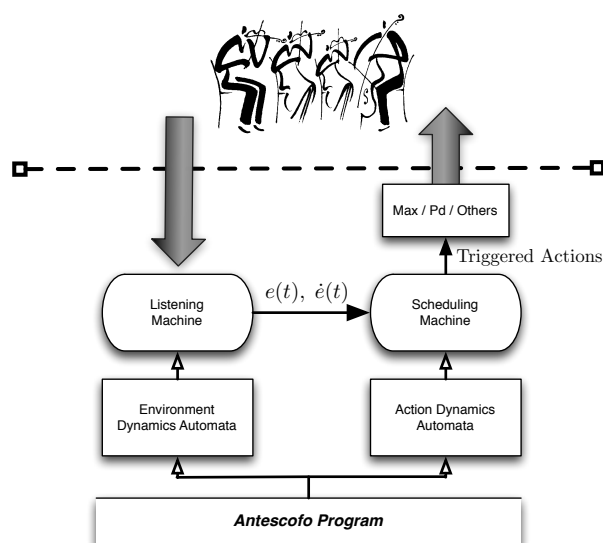 Max / Pd / Others
Triggered Actions
Listening
Machine
e(t), ė(t)
Scheduling
Machine
Environment
Dynamics Automata
Action Dynamics
Automata
Antescofo Program